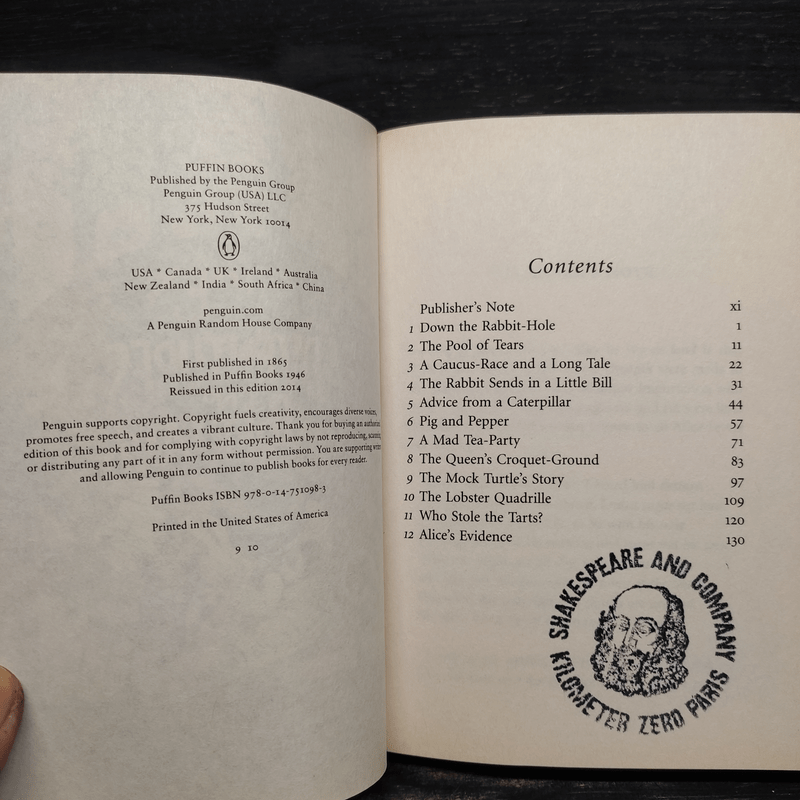 PUFFIN BOOKS
Published by the Penguin Group
Penguin Group (USA) LLC
375 Hudson Street
New York, New York 10014
USA * Canada * UK * Ireland * Australia
New Zealand * India * South Africa * China
penguin.com
A Penguin Random House Company
First published in 1865
Published in Puffin Books 1946
Reissued in this edition 2014
Penguin supports copyright. Copyright fuels creativity, encourages diverse voices,
promotes free speech, and creates a vibrant culture. Thank you for buying an
edition of this book and for complying with copyright laws by not reproducing,
or distributing any part of it in any form without permission. You are supporting
and allowing Penguin to continue to publish books for every reader.
Puffin Books ISBN 978-0-14-751098-3
Printed in the United States of America
9 10
Contents
Publisher's Note xi
1 Down the Rabbit-Hole 1
2 The Pool of Tears 11
3 A Caucus-Race and a Long Tale 22
4 The Rabbit Sends in a Little Bill 31
5 Advice from a Caterpillar 44
6 Pig and Pepper 57
7 A Mad Tea-Party 71
8 The Queen's Croquet-Ground 83
9 The Mock Turtle's Story 97
10 The Lobster Quadrille 109
11 Who Stole the Tarts? 120
12 Alice's Evidence 130
SHAKESPEARE AND COMPANY
KILOMETER ZERO PARIS